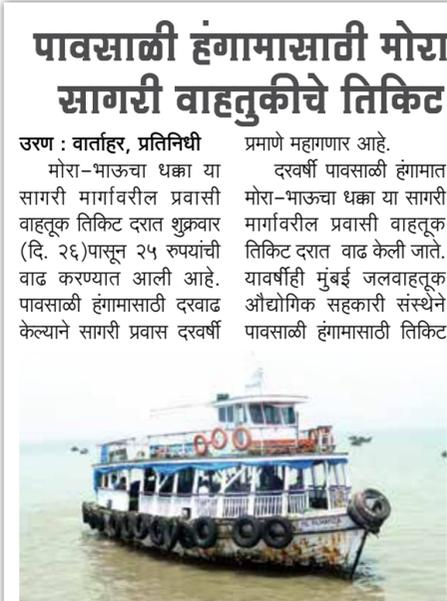 पावसाळी हंगामासाठी मोरा
सागरी वाहतुकीचे तिकिट
उरण : वार्ताहर, प्रतिनिधी
मोरा-भाऊचा धक्का या
सागरी मार्गावरील प्रवासी
वाहतूक तिकिट दरात शुक्रवार
(दि. २६)पासून २५ रुपयांची
वाढ करण्यात आली आहे.
पावसाळी हंगामासाठी दरवाढ
केल्याने सागरी प्रवास दरवर्षी
प्रमाणे महागणार आहे.
दरवर्षी पावसाळी हंगामात
मोरा-भाऊचा धक्का या सागरी
मार्गावरील प्रवासी वाहतूक
तिकिट दरात वाढ केली जाते.
यावर्षीही मुंबई जलवाहतूक
औद्योगिक सहकारी संस्थेने
पावसाळी हंगामासाठी तिकिट